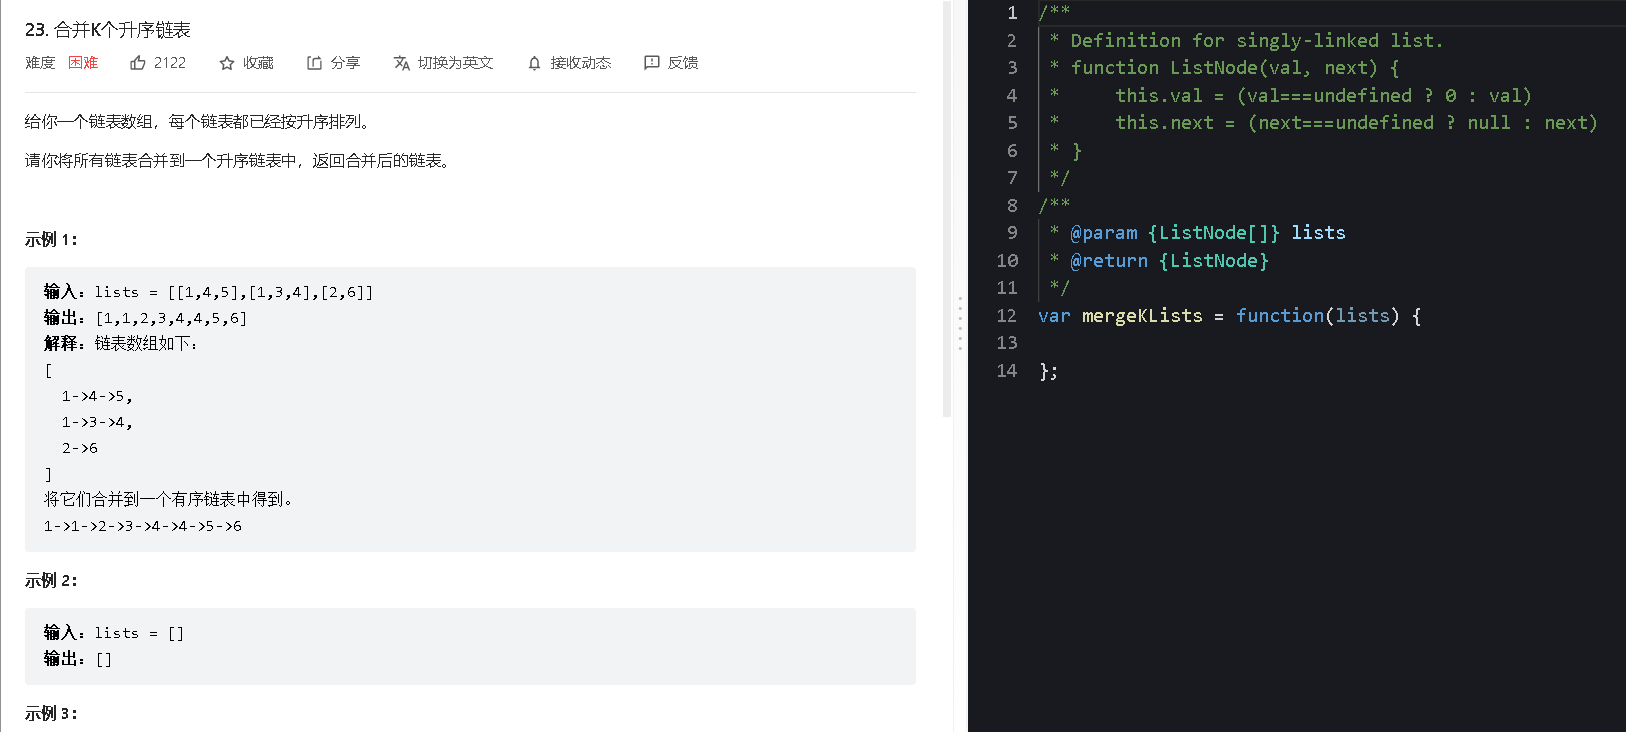 23. 合并K个升序链表
难度 困难 2122 收藏 分享 切换为英文 接收动态 反馈
给你一个链表数组，每个链表都已经按升序排列。
请你将所有链表合并到一个升序链表中，返回合并后的链表。
示例 1：
输入：lists = [[1,4,5],[1,3,4],[2,6]]
输出：[1,1,2,3,4,4,5,6]
解释：链表数组如下：
[
  1->4->5,
  1->3->4,
  2->6
]
将它们合并到一个有序链表中得到。
1->1->2->3->4->4->5->6
示例 2：
输入：lists = []
输出：[]
示例 3：
1 /**
2  * Definition for singly-linked list.
3  * function ListNode(val, next) {
4  *     this.val = (val===undefined ? 0 : val)
5  *     this.next = (next===undefined ? null : next)
6  * }
7  */
8 /**
9  * @param {ListNode[]} lists
10  * @return {ListNode}
11  */
12 var mergeKLists = function(lists) {
13
14 };